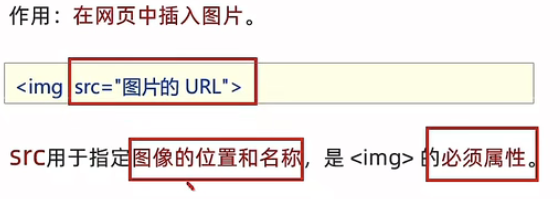 作用：在网页中插入图片。
<img src="图片的 URL">
src用于指定图像的位置和名称，是 <img> 的必须属性。